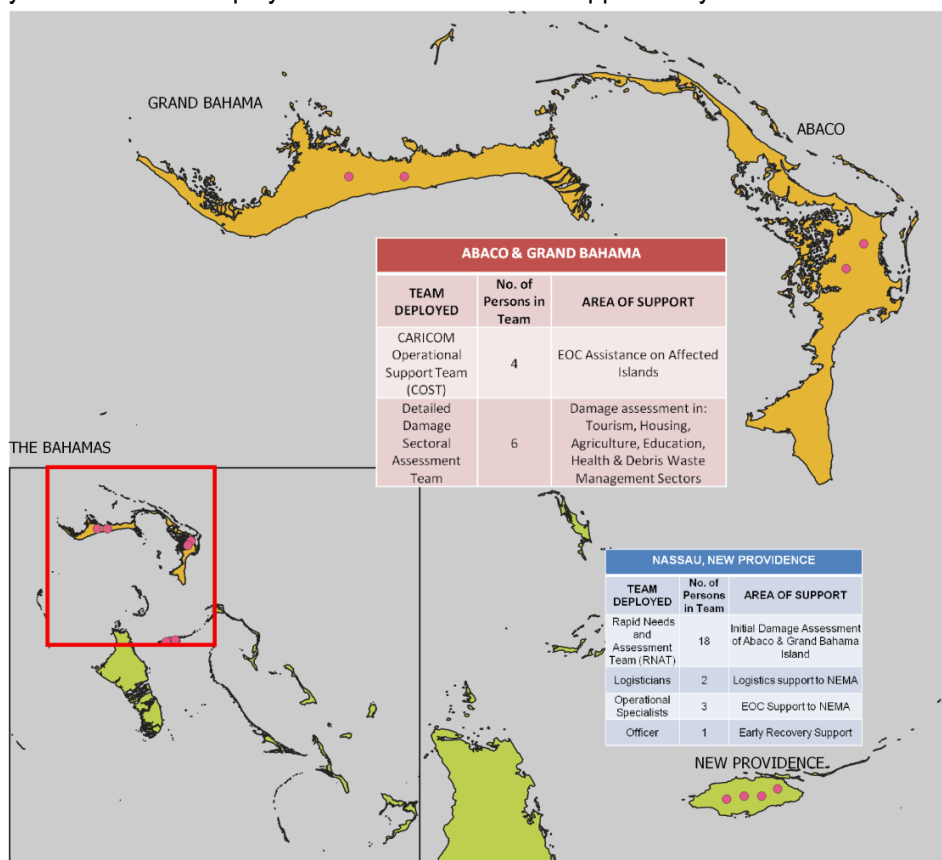 GRAND BAHAMA
ABACO
ABACO & GRAND BAHAMA
TEAM DEPLOYED
No. of Persons in Team
AREA OF SUPPORT
CARICOM Operational Support Team (COST)
4
EOC Assistance on Affected Islands
Detailed Damage Sectoral Assessment Team
6
Damage assessment in: Tourism, Housing, Agriculture, Education, Health & Debris Waste Management Sectors
THE BAHAMAS
NASSAU, NEW PROVIDENCE
TEAM DEPLOYED
No. of Persons in Team
AREA OF SUPPORT
Rapid Needs and Assessment Team (RNAT)
18
Initial Damage Assessment of Abaco & Grand Bahama Island
Logisticians
2
Logistics support to NEMA
Operational Specialists
3
EOC Support to NEMA
Officer
1
Early Recovery Support
NEW PROVIDENCE